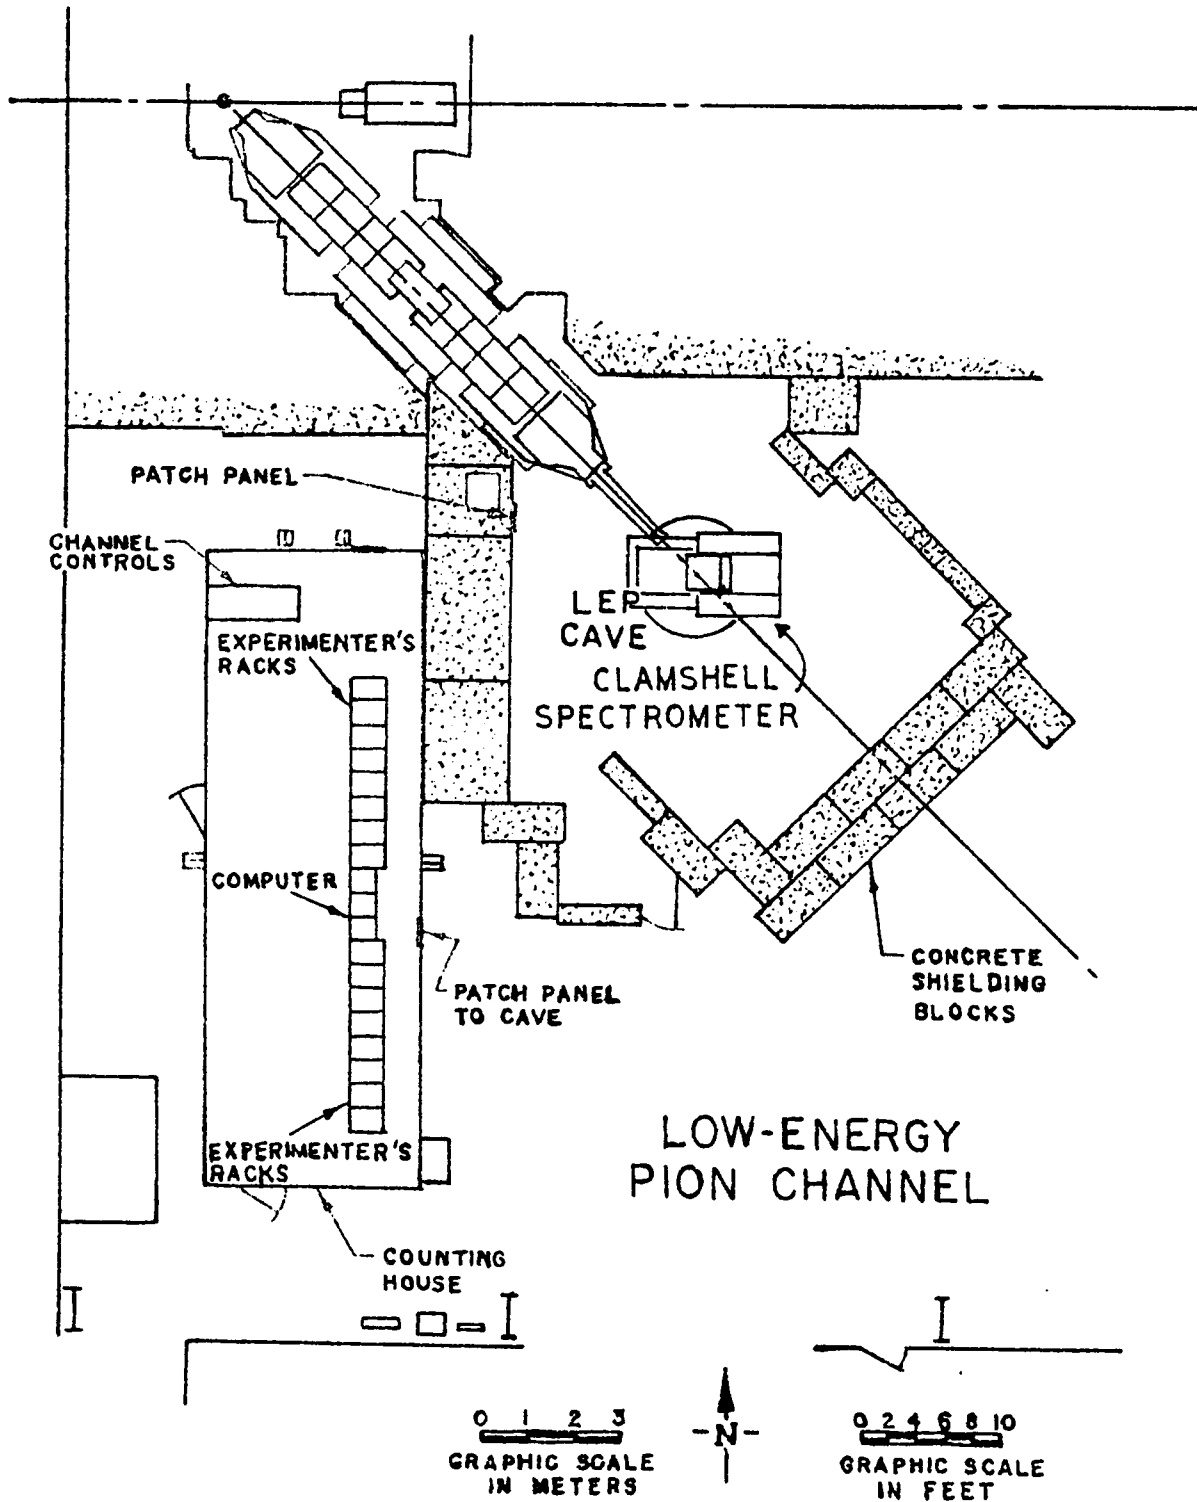 PATCH PANEL
CHANNEL
CONTROLS
LEP
CAVE
EXPERIMENTER'S
RACKS
CLAMSHELL
SPECTROMETER
COMPUTER
CONCRETE
SHIELDING
BLOCKS
PATCH PANEL
TO CAVE
LOW-ENERGY
PION CHANNEL
EXPERIMENTER'S
RACKS
COUNTING
HOUSE
0 1 2 3
GRAPHIC SCALE
IN METERS
-N-
0 2 4 6 8 10
GRAPHIC SCALE
IN FEET